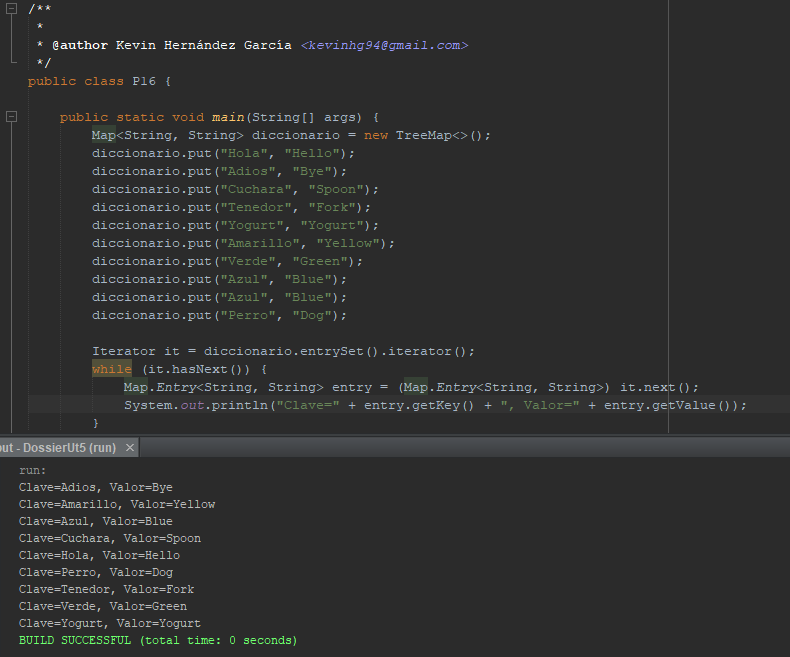 /**
 *
 * @author Kevin Hernández García <kevinhg94@gmail.com>
 */
public class P16 {

    public static void main(String[] args) {
        Map<String, String> diccionario = new TreeMap<>();
        diccionario.put("Hola", "Hello");
        diccionario.put("Adios", "Bye");
        diccionario.put("Cuchara", "Spoon");
        diccionario.put("Tenedor", "Fork");
        diccionario.put("Yogurt", "Yogurt");
        diccionario.put("Amarillo", "Yellow");
        diccionario.put("Verde", "Green");
        diccionario.put("Azul", "Blue");
        diccionario.put("Azul", "Blue");
        diccionario.put("Perro", "Dog");

        Iterator it = diccionario.entrySet().iterator();
        while (it.hasNext()) {
            Map.Entry<String, String> entry = (Map.Entry<String, String>) it.next();
            System.out.println("Clave=" + entry.getKey() + ", Valor=" + entry.getValue());
        }
put - DossierUt5 (run) ×
run:
Clave=Adios, Valor=Bye
Clave=Amarillo, Valor=Yellow
Clave=Azul, Valor=Blue
Clave=Cuchara, Valor=Spoon
Clave=Hola, Valor=Hello
Clave=Perro, Valor=Dog
Clave=Tenedor, Valor=Fork
Clave=Verde, Valor=Green
Clave=Yogurt, Valor=Yogurt
BUILD SUCCESSFUL (total time: 0 seconds)